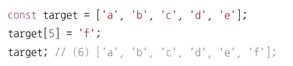 const target = ['a', 'b', 'c', 'd', 'e'];
target[5] = 'f';
target; // (6) ['a', 'b', 'c', 'd', 'e', 'f'];